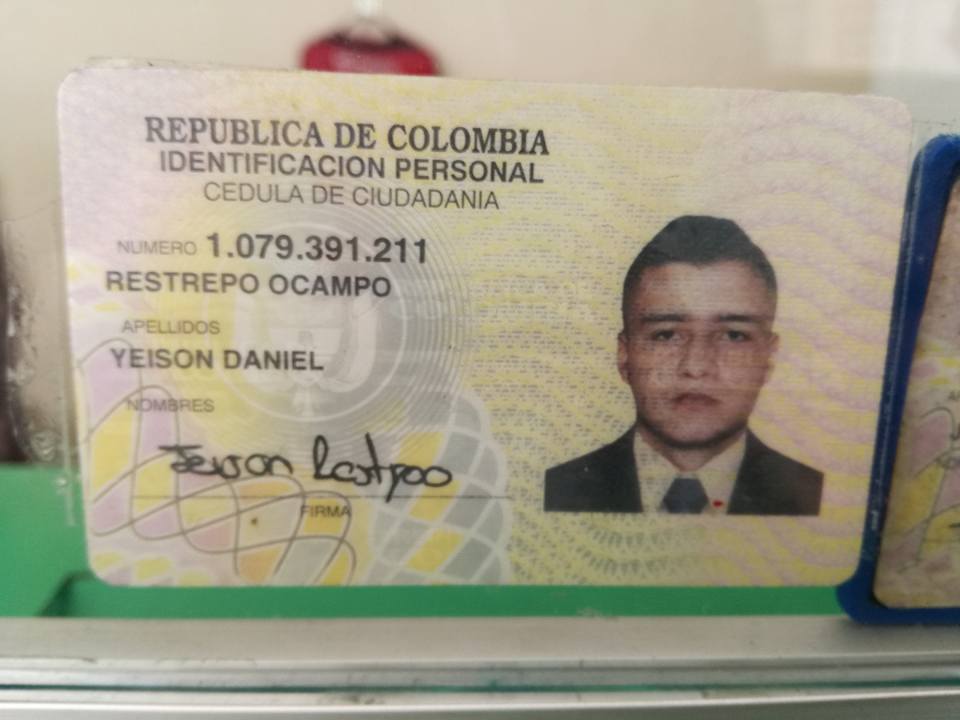 REPUBLICA DE COLOMBIA
IDENTIFICACION PERSONAL
CEDULA DE CIUDADANIA
NUMERO 1.079.391.211
RESTREPO OCAMPO
APELLIDOS
YEISON DANIEL
NOMBRES
Jeison Restrepo
FIRMA